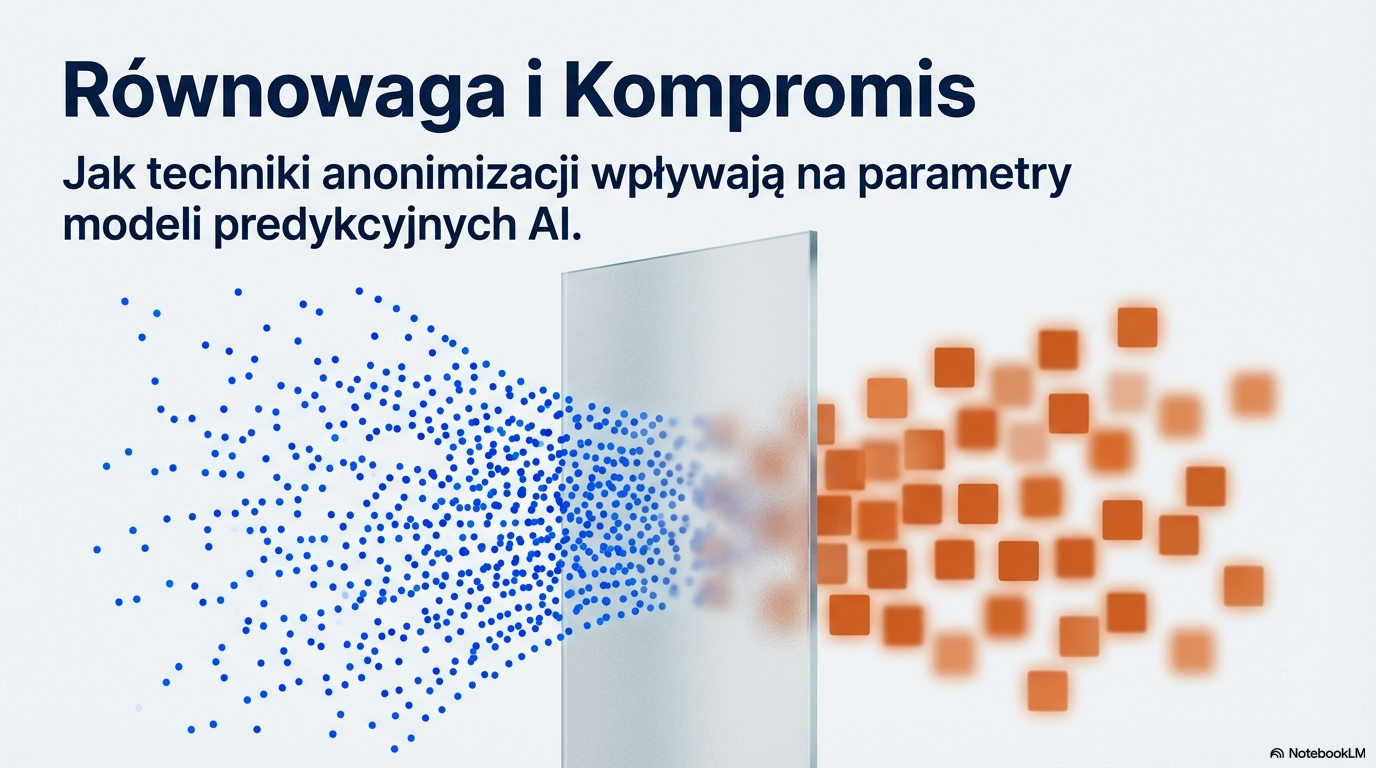 Równowaga i Kompromis
Jak techniki anonimizacji wpływają na parametry
modeli predykcyjnych AI.
NotebookLM